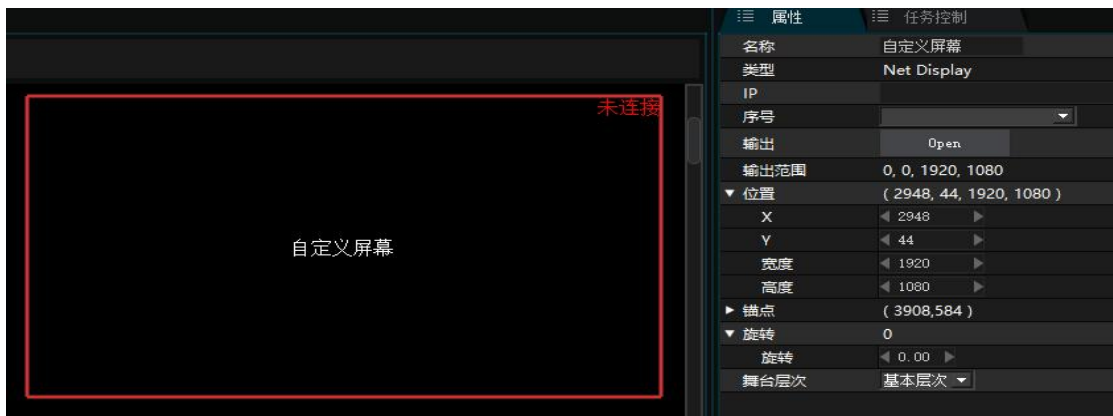 未连接
自定义屏幕
属性 任务控制
名称 自定义屏幕
类型 Net Display
IP
序号
输出 Open
输出范围 0, 0, 1920, 1080
位置 ( 2948, 44, 1920, 1080 )
X 2948
Y 44
宽度 1920
高度 1080
锚点 ( 3908,584 )
旋转 0
旋转 0.00
舞台层次 基本层次